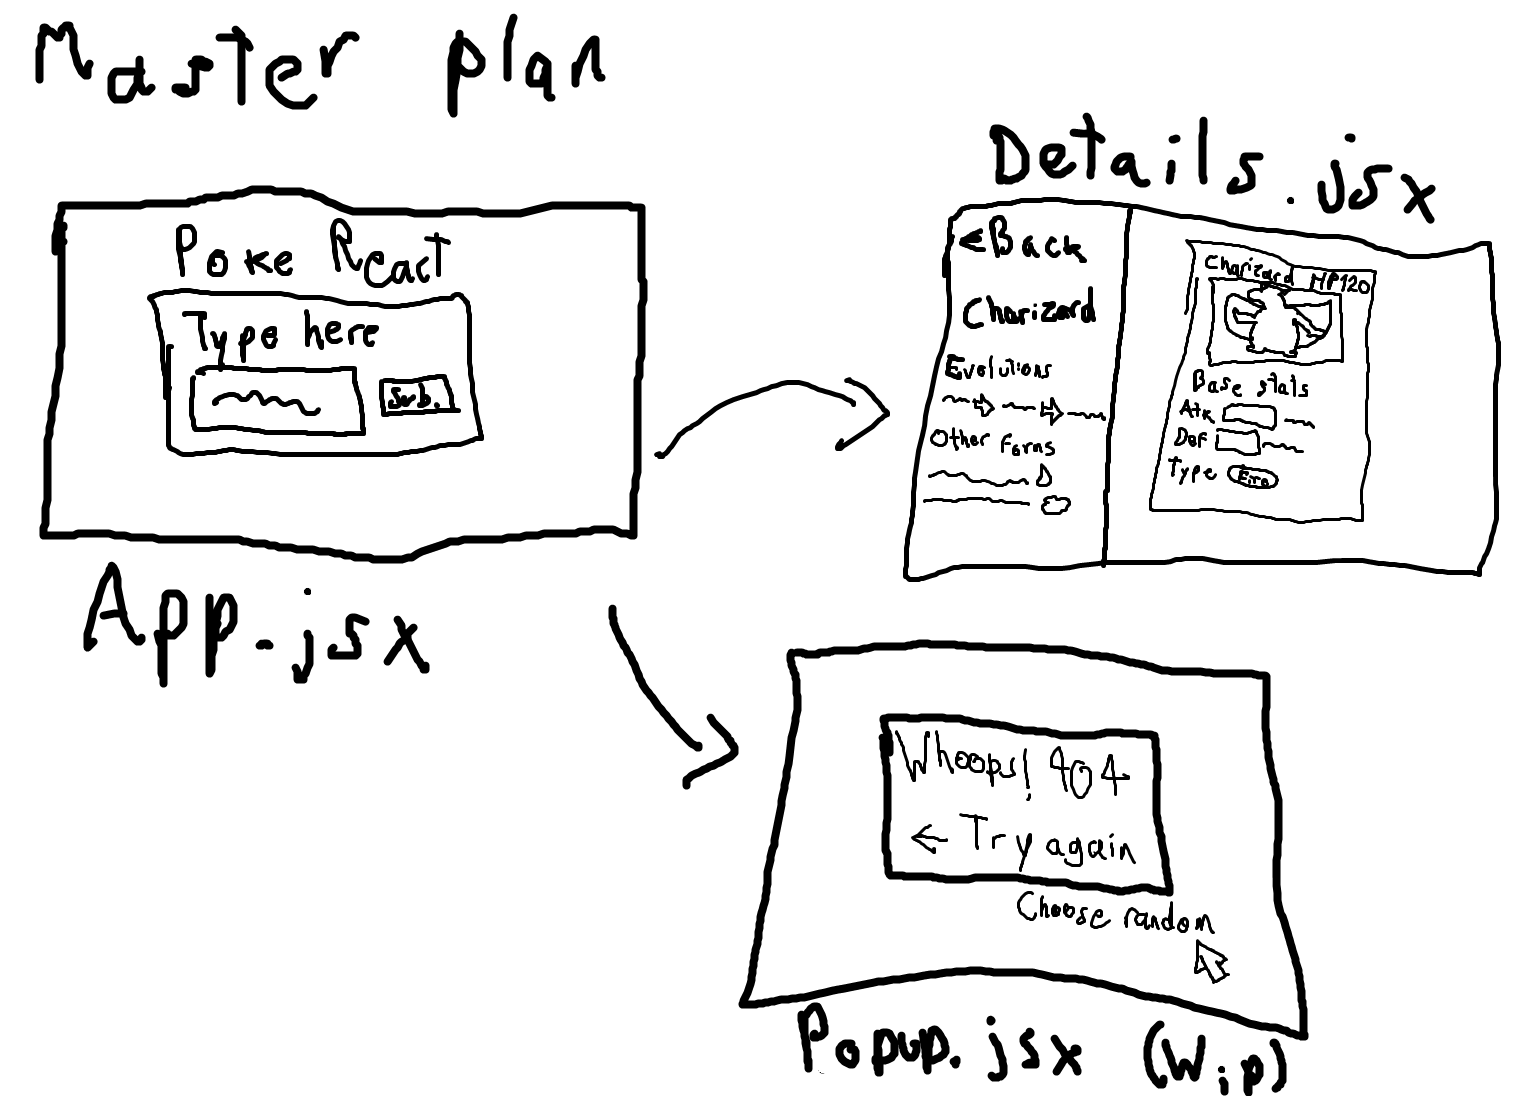 Master plan
Poke React
Type here
Sub.
App.jsx
Details.jsx
←Back
Charizard
Evolutions
Other Forms
Charizard HP120
Base stats
Atk
Def
Type Fire
Whoops! 404
← Try again
Choose random
Popup.jsx (Wip)